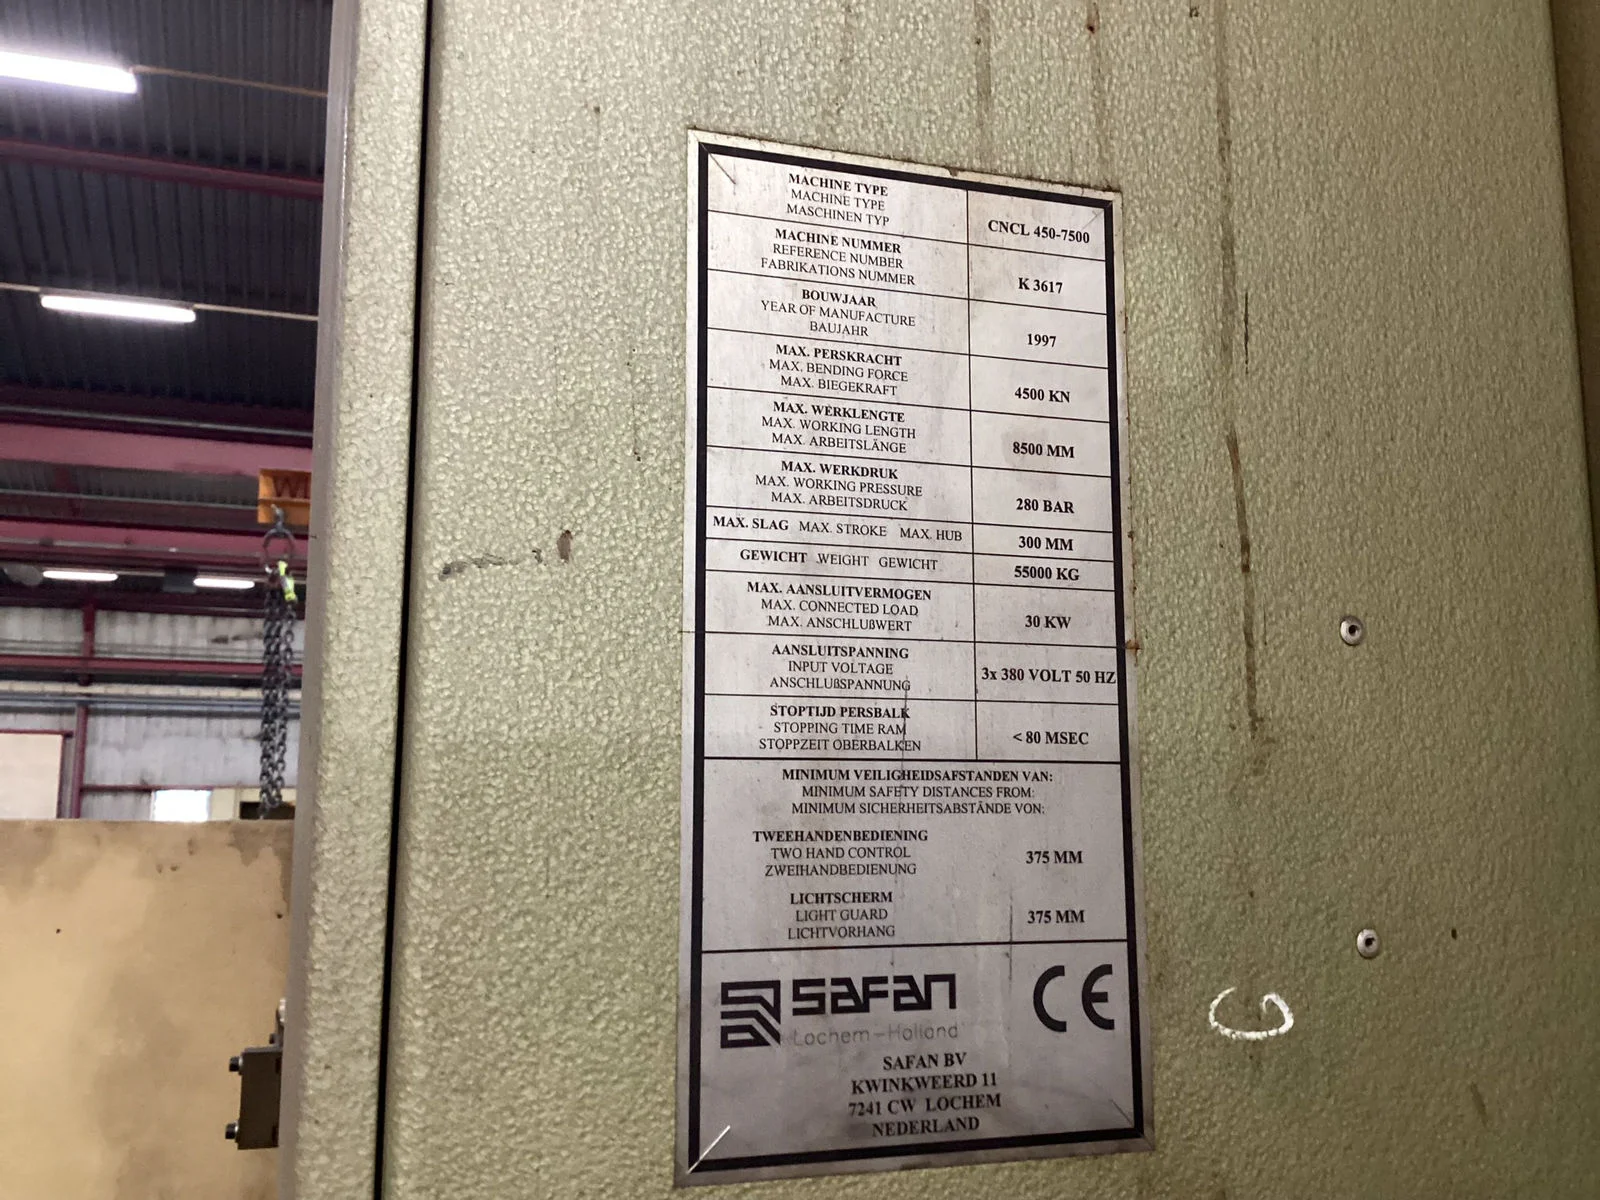 MACHINE TYPE
MACHINE TYPE
MASCHINEN TYP
CNCL 450-7500
MACHINE NUMMER
REFERENCE NUMBER
FABRIKATIONS NUMMER
K 3617
BOUWJAAR
YEAR OF MANUFACTURE
BAUJAHR
1997
MAX. PERSKRACHT
MAX. BENDING FORCE
MAX. BIEGEKRAFT
4500 KN
MAX. WERKLENGTE
MAX. WORKING LENGTH
MAX. ARBEITSLÄNGE
8500 MM
MAX. WERKDRUK
MAX. WORKING PRESSURE
MAX. ARBEITSDRUCK
280 BAR
MAX. SLAG MAX. STROKE MAX. HUB
300 MM
GEWICHT WEIGHT GEWICHT
55000 KG
MAX. AANSLUITVERMOGEN
MAX. CONNECTED LOAD
MAX. ANSCHLUßWERT
30 KW
AANSLUITSPANNING
INPUT VOLTAGE
ANSCHLUßSPANNUNG
3x 380 VOLT 50 HZ
STOPTIJD PERSBALK
STOPPING TIME RAM
STOPPZEIT OBERBALKEN
< 80 MSEC
MINIMUM VEILIGHEIDSAFSTANDEN VAN:
MINIMUM SAFETY DISTANCES FROM:
MINIMUM SICHERHEITSABSTÄNDE VON:
TWEEHANDENBEDIENING
TWO HAND CONTROL
ZWEIHANDBEDIENUNG
375 MM
LICHTSCHERM
LIGHT GUARD
LICHTVORHANG
375 MM
SAFAN
Lochem-Holland
CE
SAFAN BV
KWINKWEERD 11
7241 CW LOCHEM
NEDERLAND